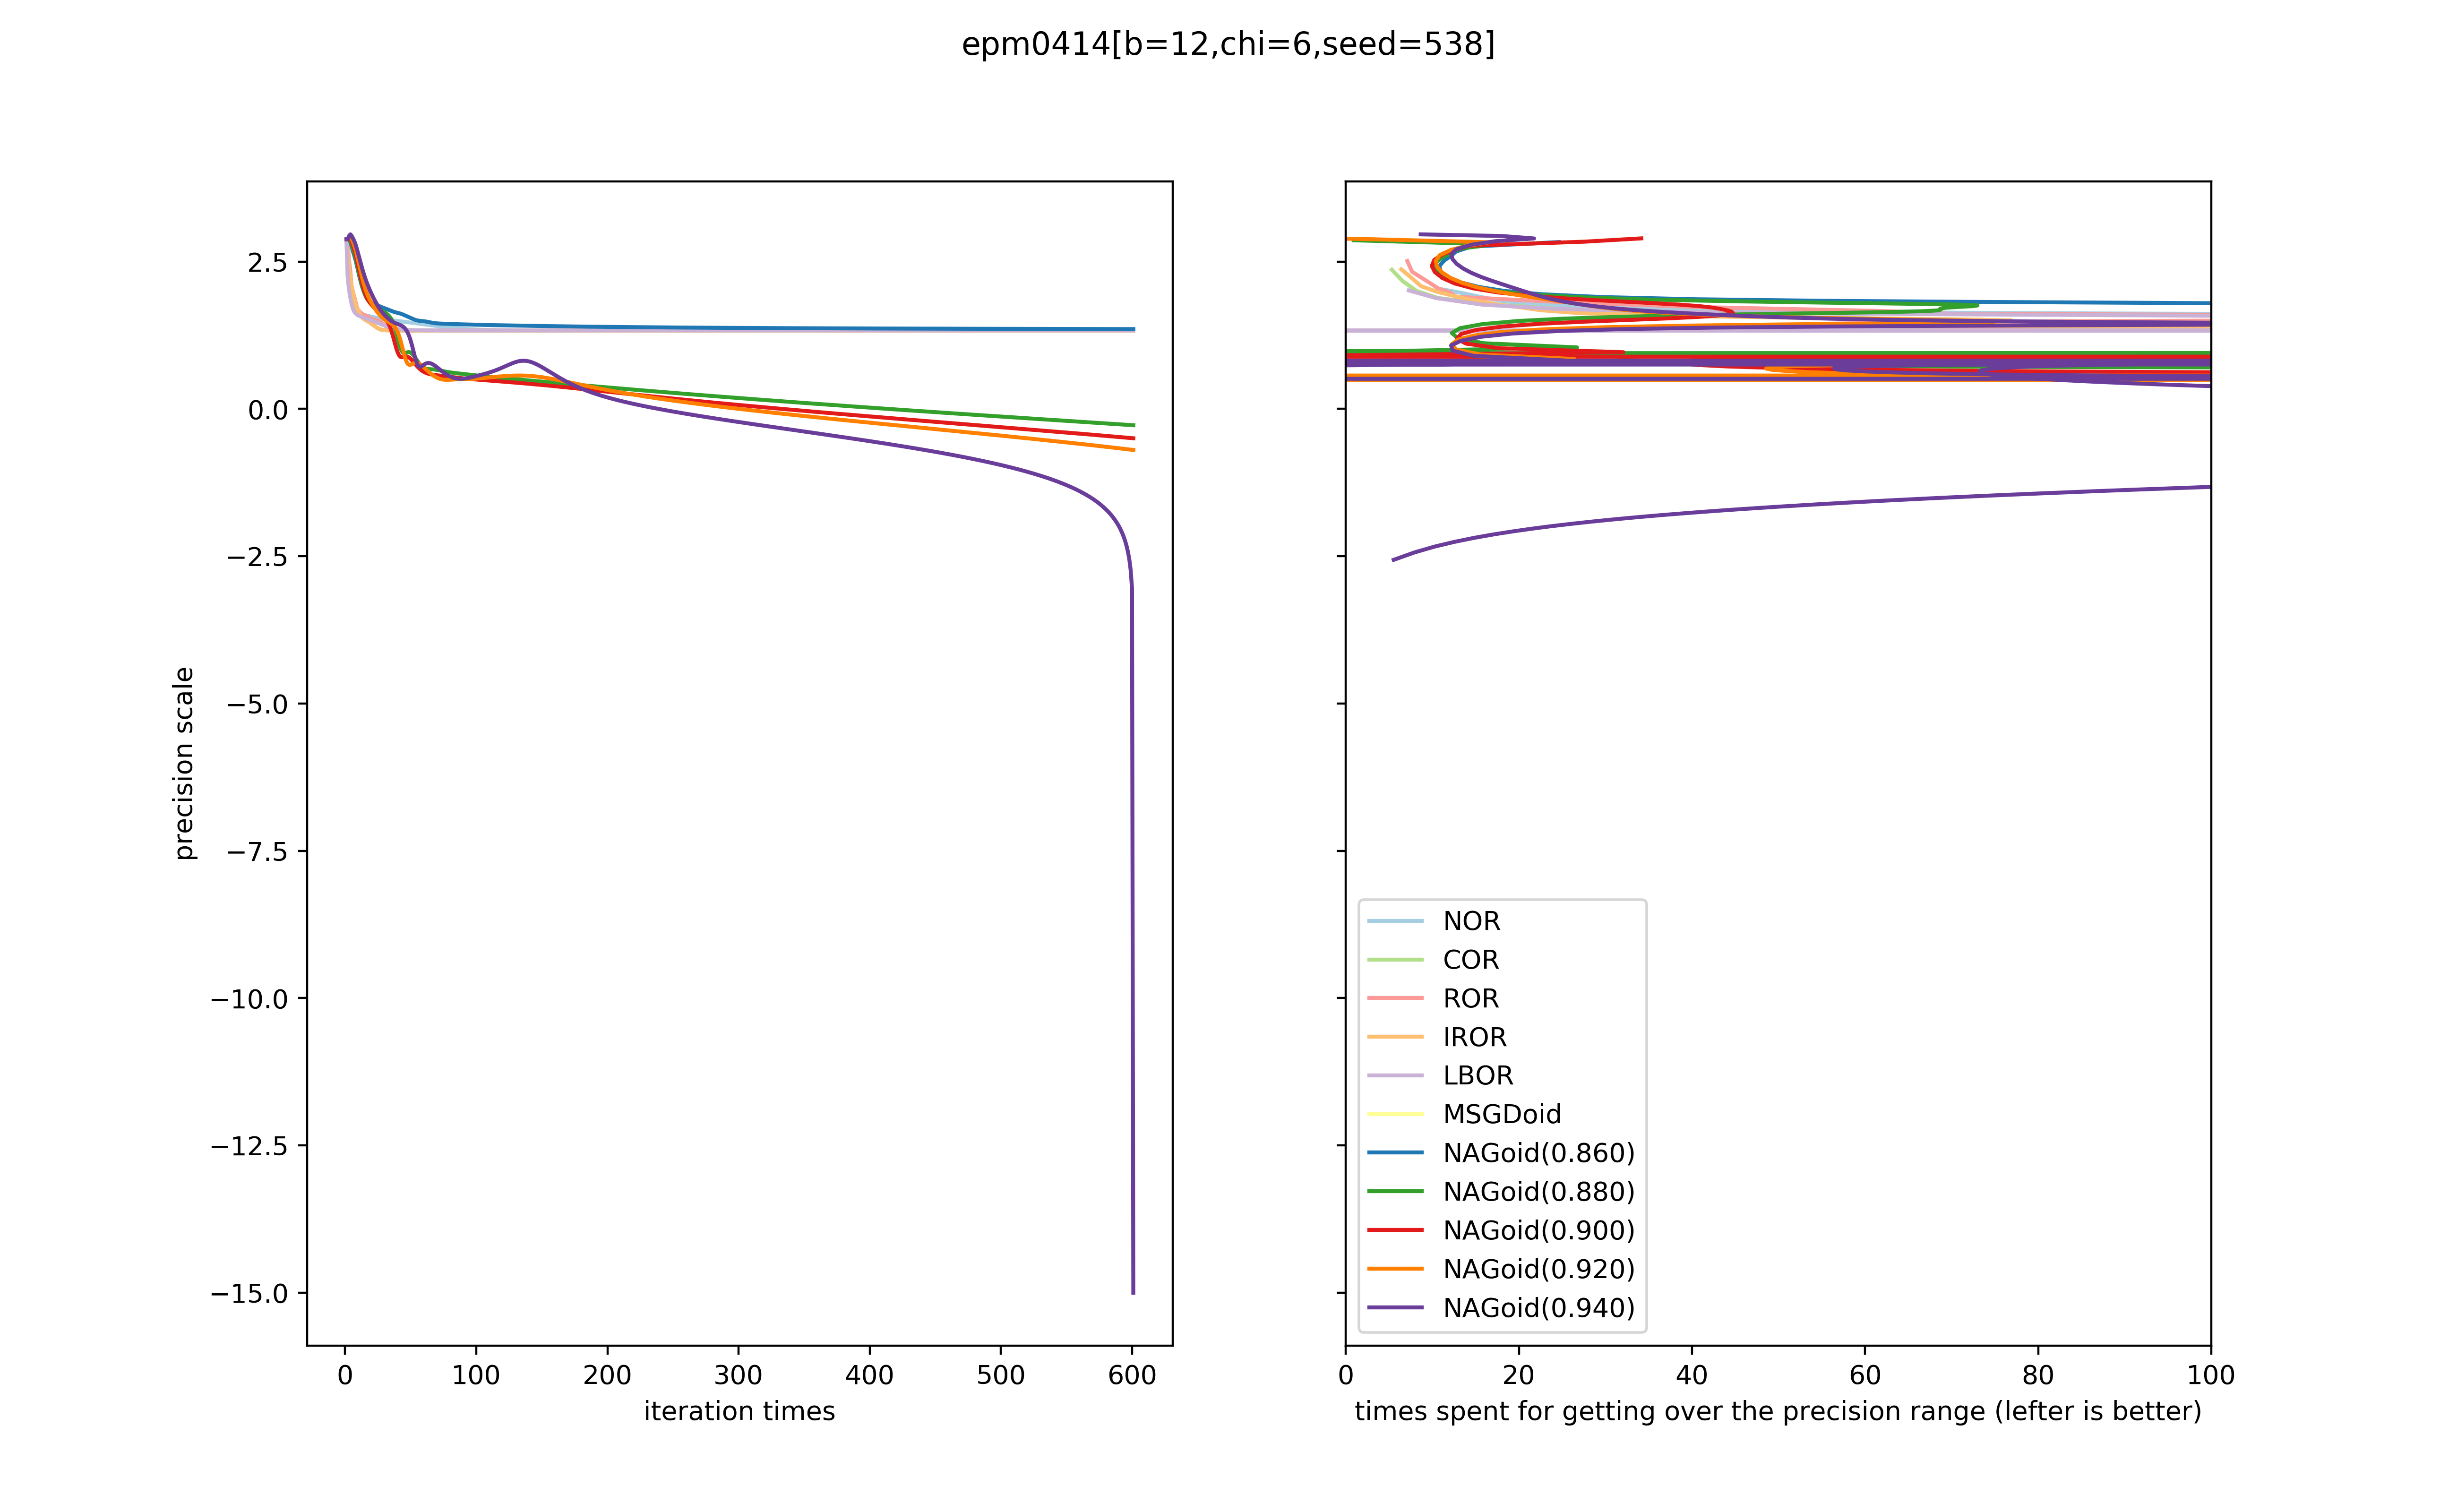 epm0414[b=12,chi=6,seed=538]
precision scale
2.5
0.0
−2.5
−5.0
−7.5
−10.0
−12.5
−15.0
0 100 200 300 400 500 600
iteration times
NOR
COR
ROR
IROR
LBOR
MSGDoid
NAGoid(0.860)
NAGoid(0.880)
NAGoid(0.900)
NAGoid(0.920)
NAGoid(0.940)
0 20 40 60 80 100
times spent for getting over the precision range (lefter is better)